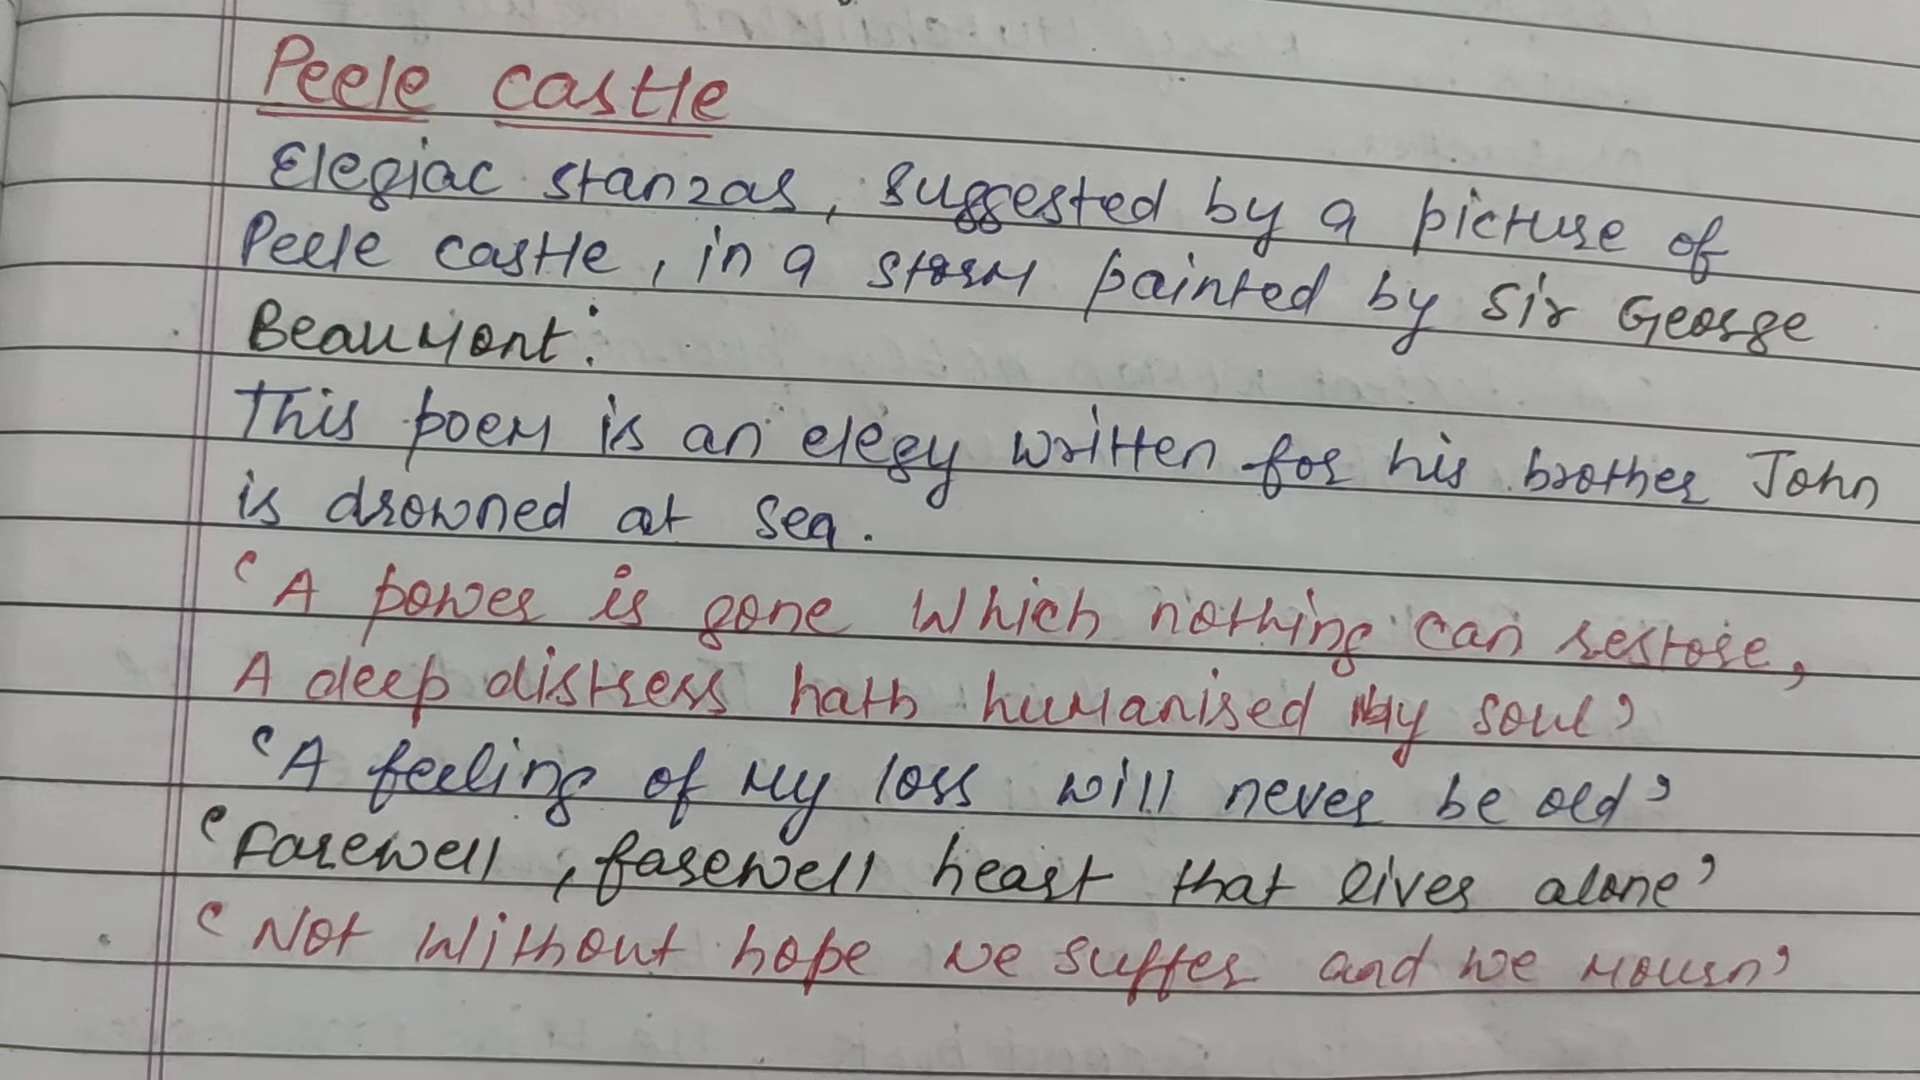 Peele castle
Elegiac stanzas, suggested by a picture of
Peele castle, in a storm painted by Sir George
Beaumont:
This poem is an elegy written for his brother John
is drowned at sea.
'A power is gone which nothing can restore,
A deep distress hath humanised my soul'
'A feeling of my loss will never be old'
'Farewell, farewell heart that lives alone'
'Not without hope we suffer and we mourn'